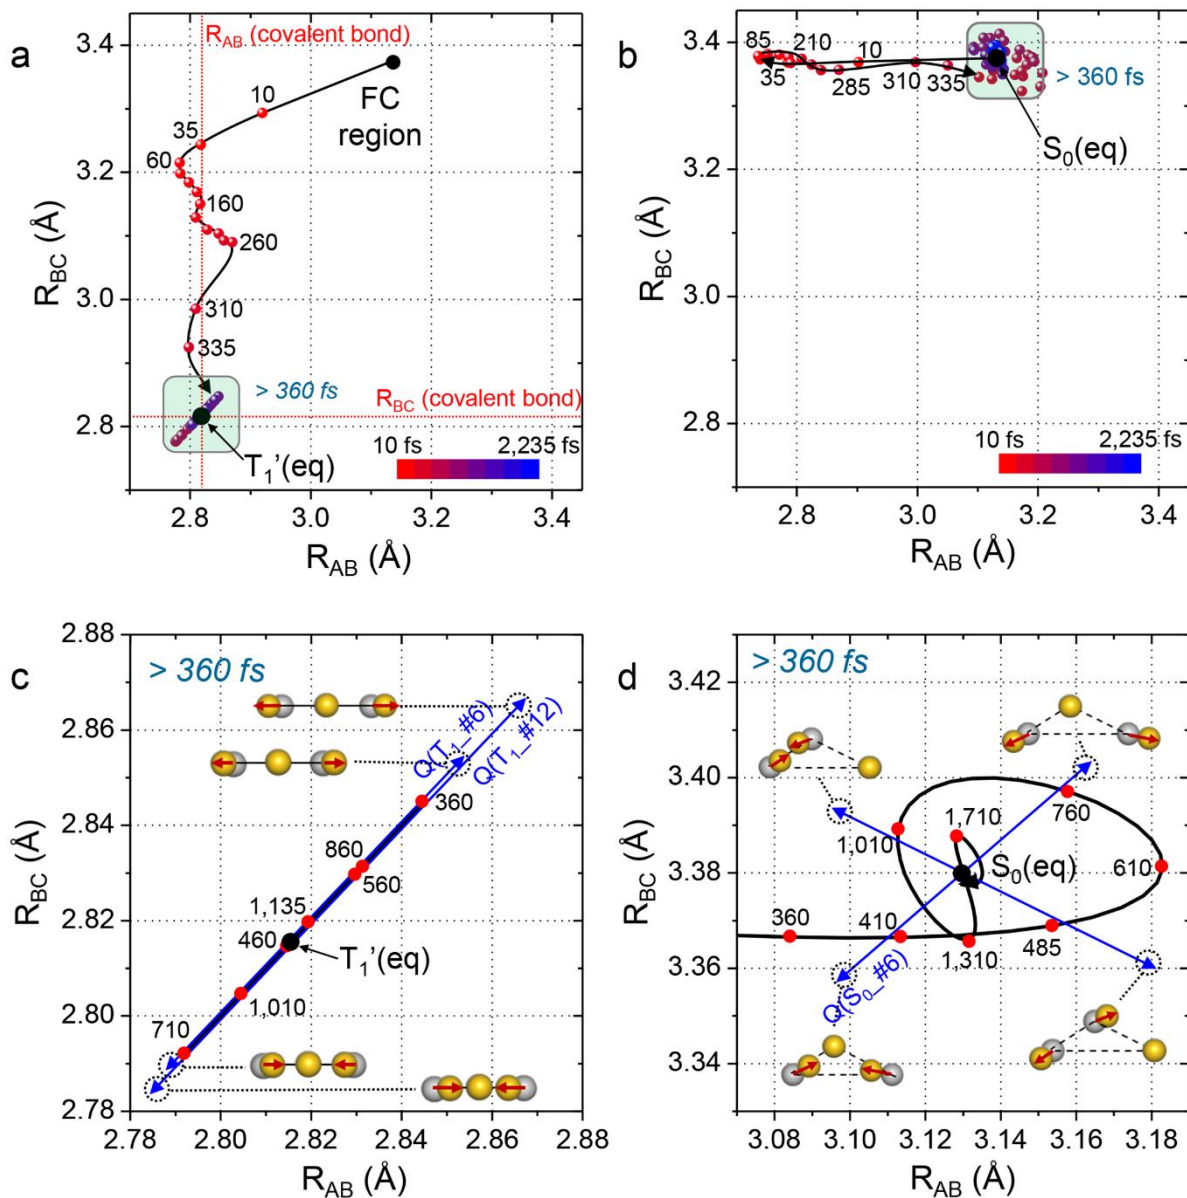 a
R_AB (covalent bond)
3.4
3.2
3.0
2.8
R_BC (Å)
10
FC
region
35
60
160
260
310
335
> 360 fs
R_BC (covalent bond)
10 fs
2,235 fs
T_1'(eq)
2.8
3.0
3.2
3.4
R_AB (Å)
b
3.4
3.2
3.0
2.8
R_BC (Å)
85
210
10
35
285
310
335
> 360 fs
S_0(eq)
10 fs
2,235 fs
2.8
3.0
3.2
3.4
R_AB (Å)
c
> 360 fs
2.88
2.86
2.84
2.82
2.80
2.78
R_BC (Å)
Q(T_1_#6)
Q(T_1_#12)
360
860
560
1,135
460
T_1'(eq)
1,010
710
2.78
2.80
2.82
2.84
2.86
2.88
R_AB (Å)
d
> 360 fs
3.42
3.40
3.38
3.36
3.34
R_BC (Å)
1,710
760
1,010
S_0(eq)
610
360
410
485
1,310
Q(S_0_#6)
3.08
3.10
3.12
3.14
3.16
3.18
R_AB (Å)